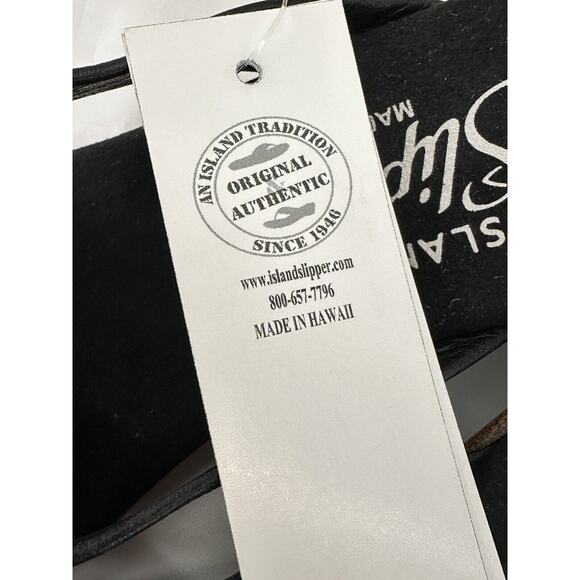 AN ISLAND TRADITION
ORIGINAL
&
AUTHENTIC
SINCE 1946
www.islandslipper.com
800-657-7796
MADE IN HAWAII